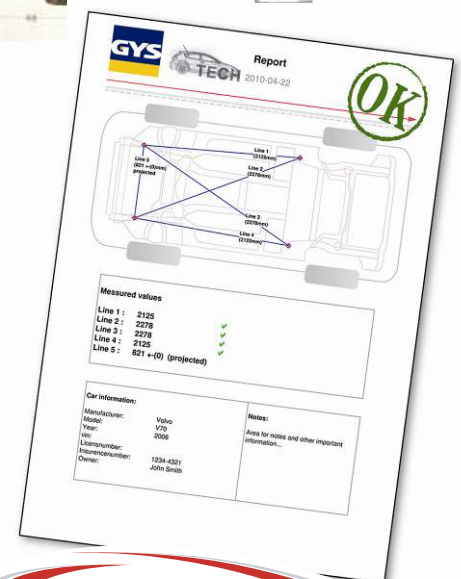 GYS
TECH
Report
2010-04-22
OK
Line 1
(2125mm)
Line 5
(821 +-(0)mm)
projected
Line 2
(2278mm)
Line 3
(2278mm)
Line 4
(2125mm)
Messured values
Line 1 : 2125
Line 2 : 2278
Line 3 : 2278
Line 4 : 2125
Line 5 : 821 +-(0) (projected)
Car information:
Manufacturer: Volvo
Model: V70
Year: 2006
vin:
Licensnumber:
Insurencenumber: 1234-4321
Owner: John Smith
Notes:
Area for notes and other important
information...